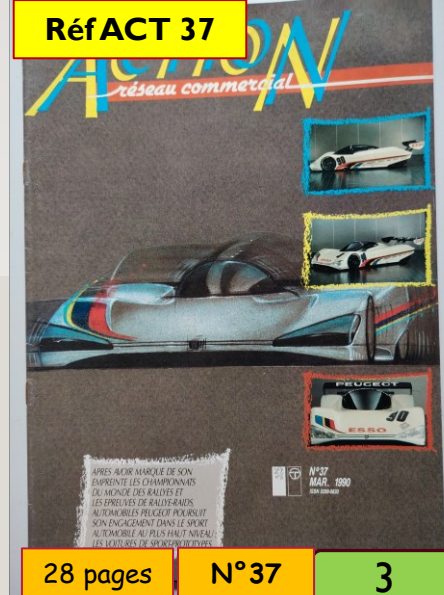 Réf ACT 37
ACTION
réseau commercial
90
PEUGEOT
90
ESSO
APRES AVOIR MARQUE DE SON
EMPREINTE LES CHAMPIONNATS
DU MONDE DES RALLYES ET
LES EPREUVES DE RALLYE-RAIDS,
AUTOMOBILES PEUGEOT POURSUIT
SON ENGAGEMENT DANS LE SPORT
AUTOMOBILE AU PLUS HAUT NIVEAU:
LES VOITURES DE SPORT-PROTOTYPES
N°37
MAR. 1990
28 pages
N°37
3